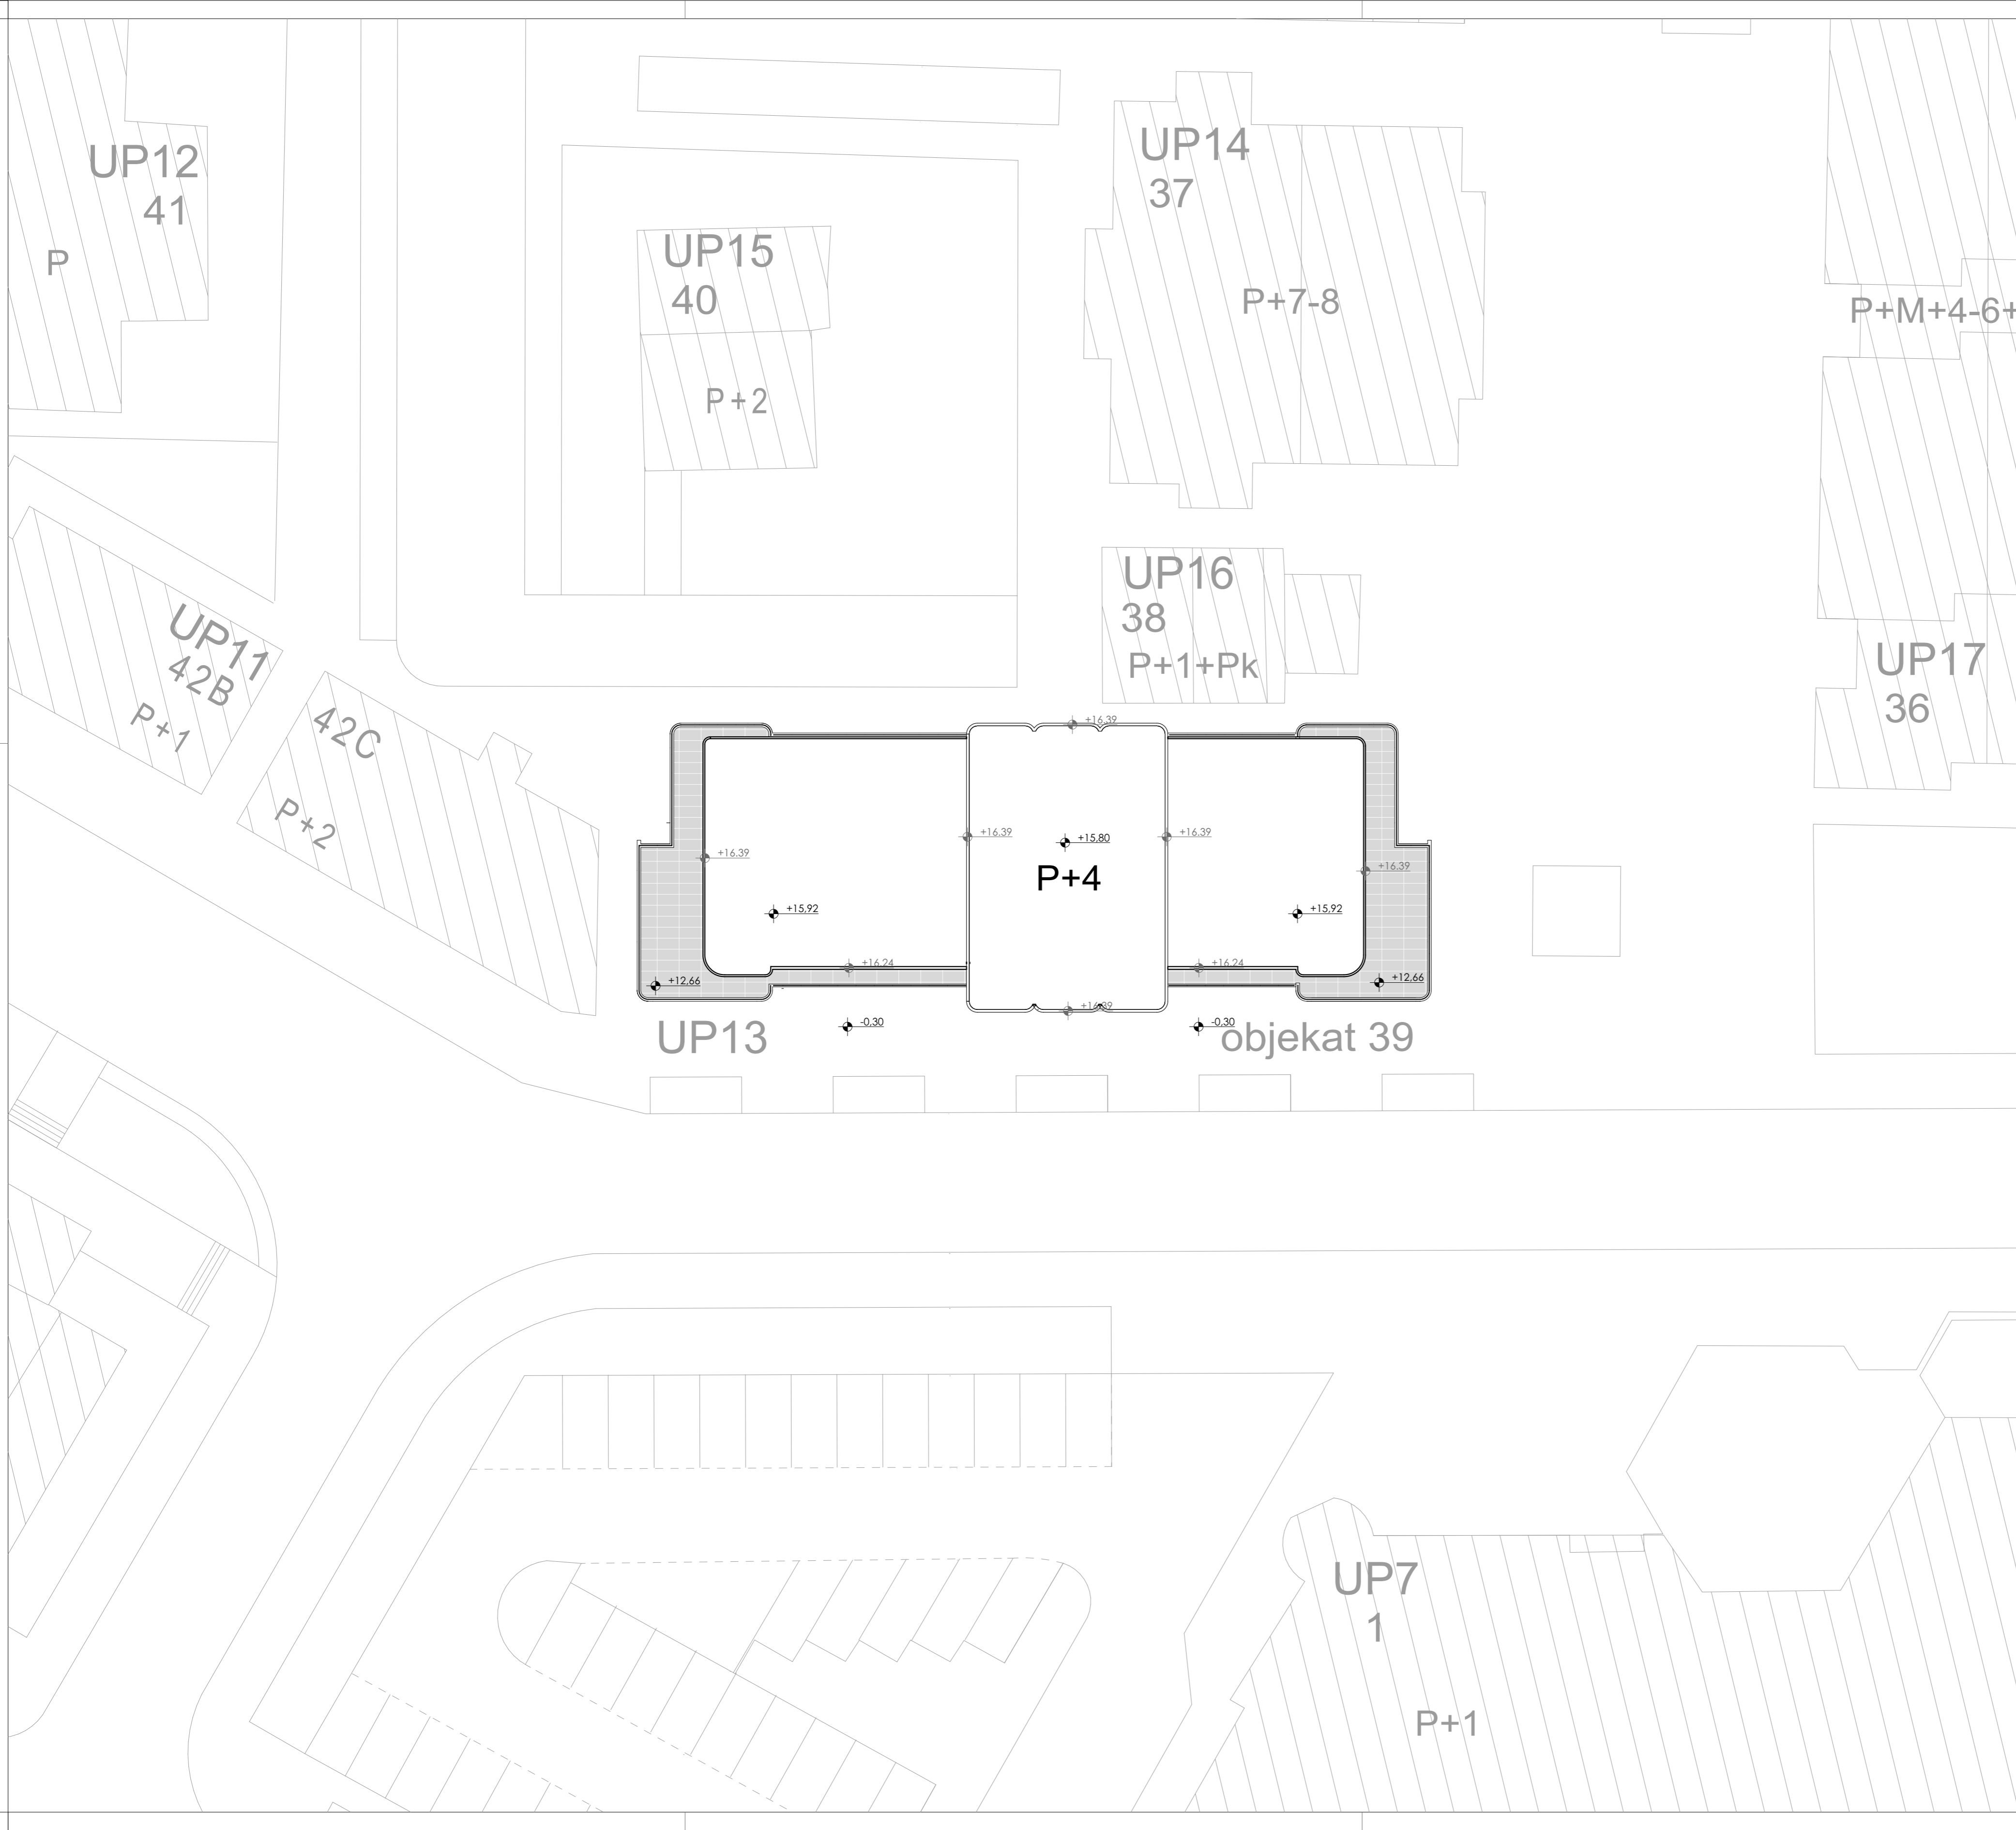 UP12
41
P
UP15
40
P+2
UP14
37
P+7-8
P+M+4-6+
UP16
38
P+1+Pk
UP17
36
UP11
42B
P+1
42C
P+2
+16,39
+16,39
+15,80
+16,39
+16,39
+16,39
P+4
+15,92
+15,92
+16,24
+16,24
+12,66
+12,66
+16,39
-0,30
-0,30
UP13
objekat 39
UP7
1
P+1